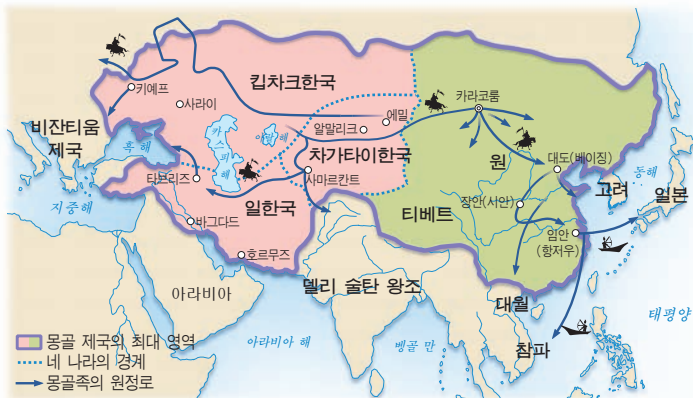 킵차크한국
키예프
사라이
카라코룸
에밀
알말리크
비잔티움
제국
흑해
카스피해
아랄해
차가타이한국
원
대도(베이징)
동해
고려
일본
타브리즈
사마르칸트
지중해
일한국
티베트
장안(시안)
바그다드
임안
(항저우)
호르무즈
델리 술탄 왕조
아라비아
대월
태평양
아라비아 해
벵골 만
참파
몽골 제국의 최대 영역
네 나라의 경계
몽골족의 원정로